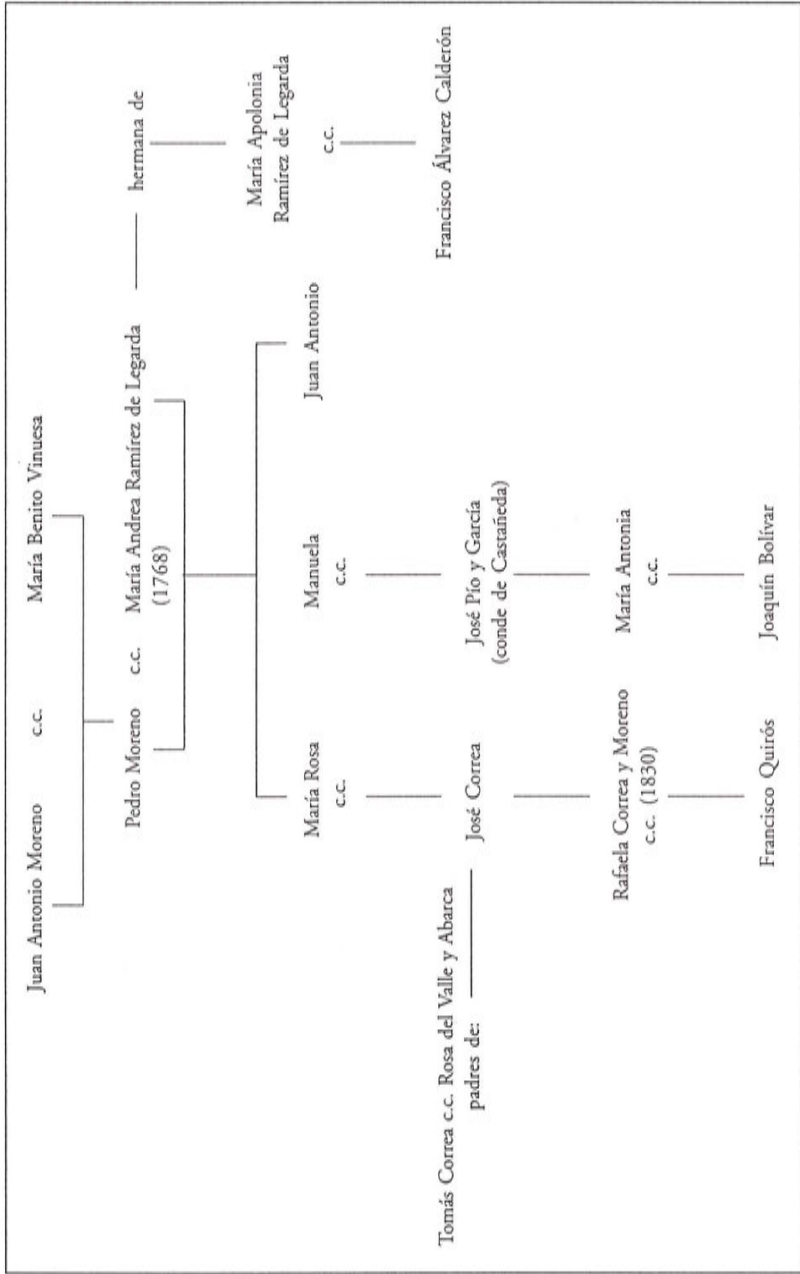 Juan Antonio Moreno c.c. María Benito Vinuesa
Pedro Moreno c.c. María Andrea Ramírez de Legarda hermana de
(1768)
María Rosa Manuela Juan Antonio María Apolonia
c.c. c.c. Ramírez de Legarda
c.c.
Tomás Correa c.c. Rosa del Valle y Abarca
padres de:
José Correa José Pío y García Francisco Álvarez Calderón
(conde de Castañeda)
Rafaela Correa y Moreno María Antonia
c.c. (1830) c.c.
Francisco Quirós Joaquín Bolívar